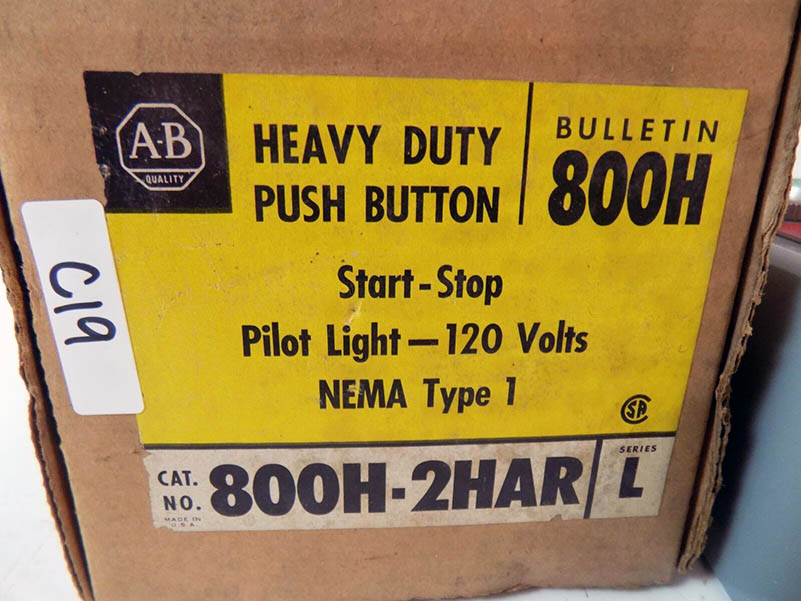 A-B
QUALITY
HEAVY DUTY
PUSH BUTTON
BULLETIN
800H
Start-Stop
Pilot Light—120 Volts
NEMA Type 1
SA
C19
CAT.
NO.
800H-2HAR
SERIES
L
MADE IN
U.S.A.